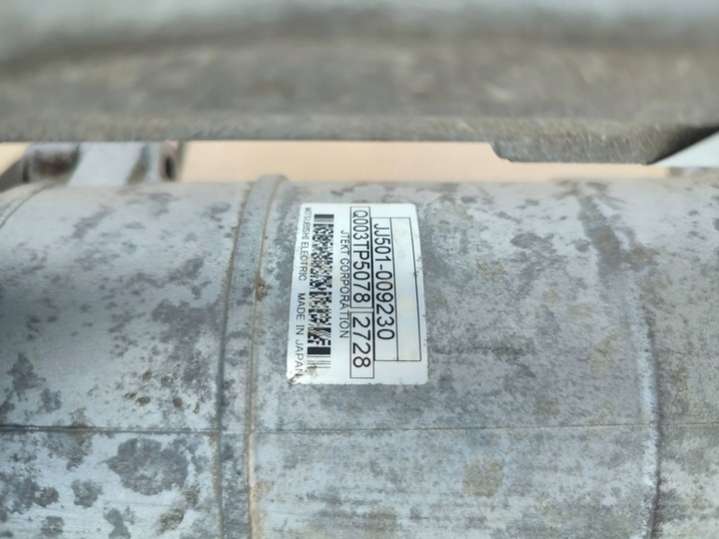 JJ501-009230
Q003TP5078 2728
JTEKT CORPORATION
MITSUBISHI ELECTRIC MADE IN JAPAN